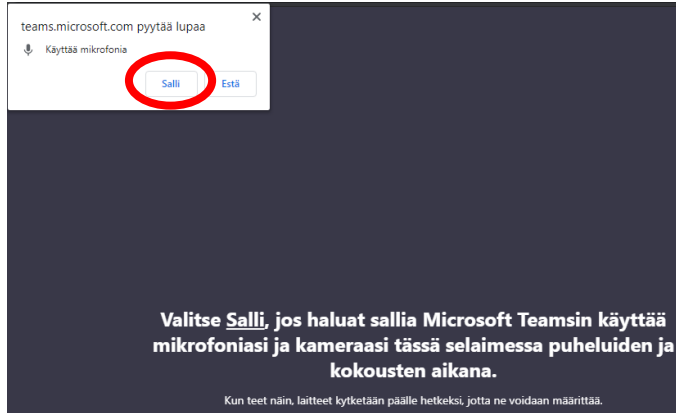 teams.microsoft.com pyytää lupaa
Käyttää mikrofonia
Salli Estä
Valitse Salli, jos haluat sallia Microsoft Teamsin käyttää
mikrofoniasi ja kameraasi tässä selaimessa puheluiden ja
kokousten aikana.
Kun teet näin, laitteet kytketään päälle hetkeksi, jotta ne voidaan määrittää.